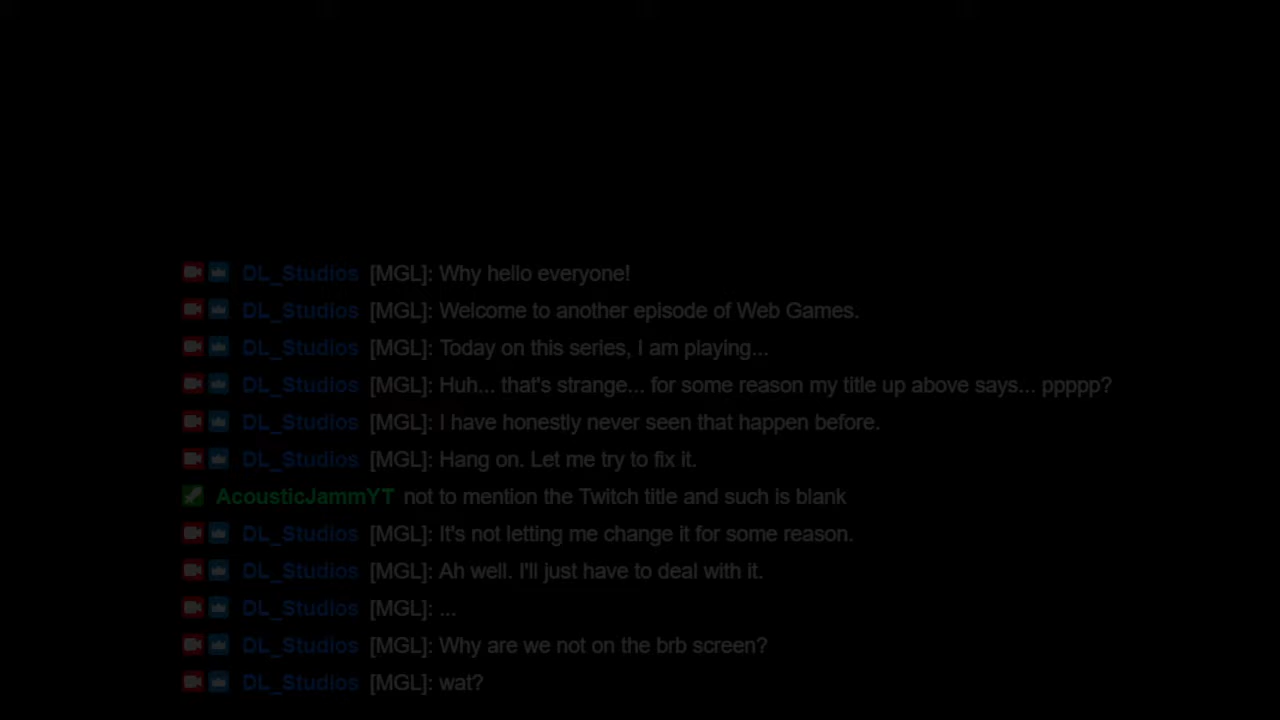 DL_Studios [MGL]: Why hello everyone!
DL_Studios [MGL]: Welcome to another episode of Web Games.
DL_Studios [MGL]: Today on this series, I am playing...
DL_Studios [MGL]: Huh... that's strange... for some reason my title up above says... ppppp?
DL_Studios [MGL]: I have honestly never seen that happen before.
DL_Studios [MGL]: Hang on. Let me try to fix it.
AcousticJammYT not to mention the Twitch title and such is blank
DL_Studios [MGL]: It's not letting me change it for some reason.
DL_Studios [MGL]: Ah well. I'll just have to deal with it.
DL_Studios [MGL]: ...
DL_Studios [MGL]: Why are we not on the brb screen?
DL_Studios [MGL]: wat?